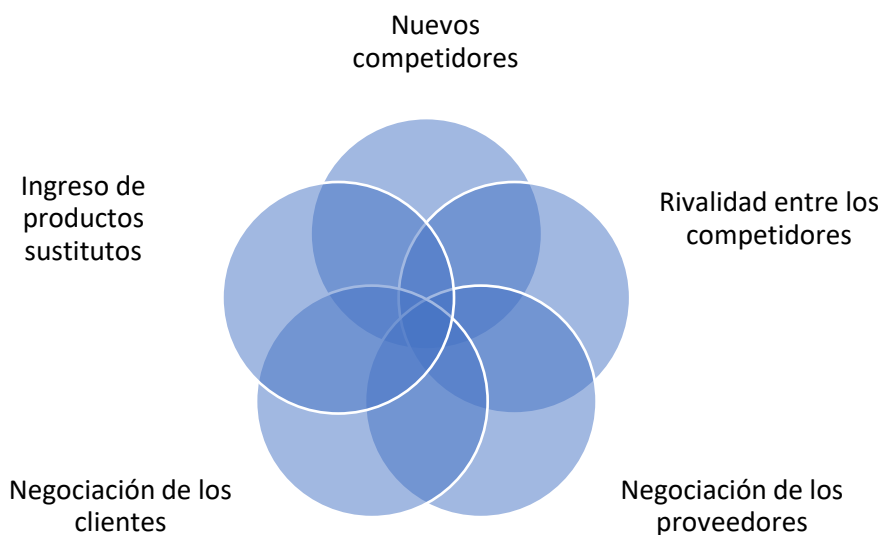 Nuevos
competidores
Ingreso de
productos
sustitutos
Rivalidad entre los
competidores
Negociación de los
clientes
Negociación de los
proveedores